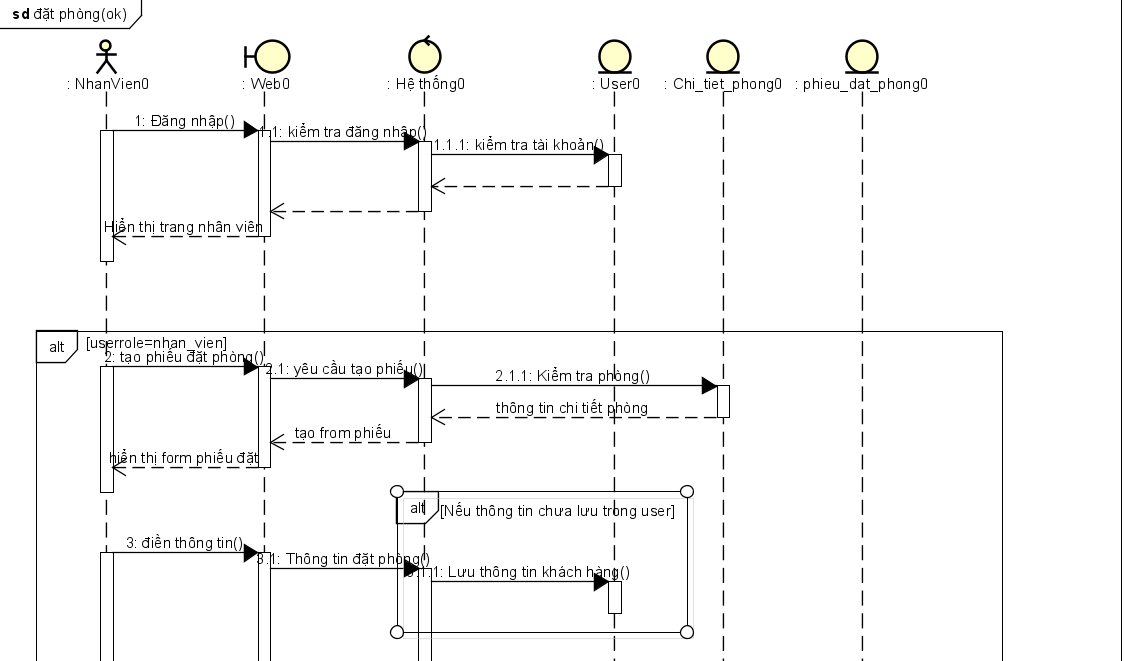 sd đặt phòng(ok)
: NhanVien0
: Web0
: Hệ thống0
: User0
: Chi_tiet_phong0
: phieu_dat_phong0
1: Đăng nhập()
1.1: kiểm tra đăng nhập()
1.1.1: kiểm tra tài khoản()
Hiển thị trang nhân viên
alt
[userrole=nhan_vien]
2: tạo phiếu đặt phòng()
2.1: yêu cầu tạo phiếu()
2.1.1: Kiểm tra phòng()
thông tin chi tiết phòng
tạo from phiếu
hiển thị form phiếu đặt
alt
[Nếu thông tin chưa lưu trong user]
3: điền thông tin()
3.1: Thông tin đặt phòng()
3.1.1: Lưu thông tin khách hàng()